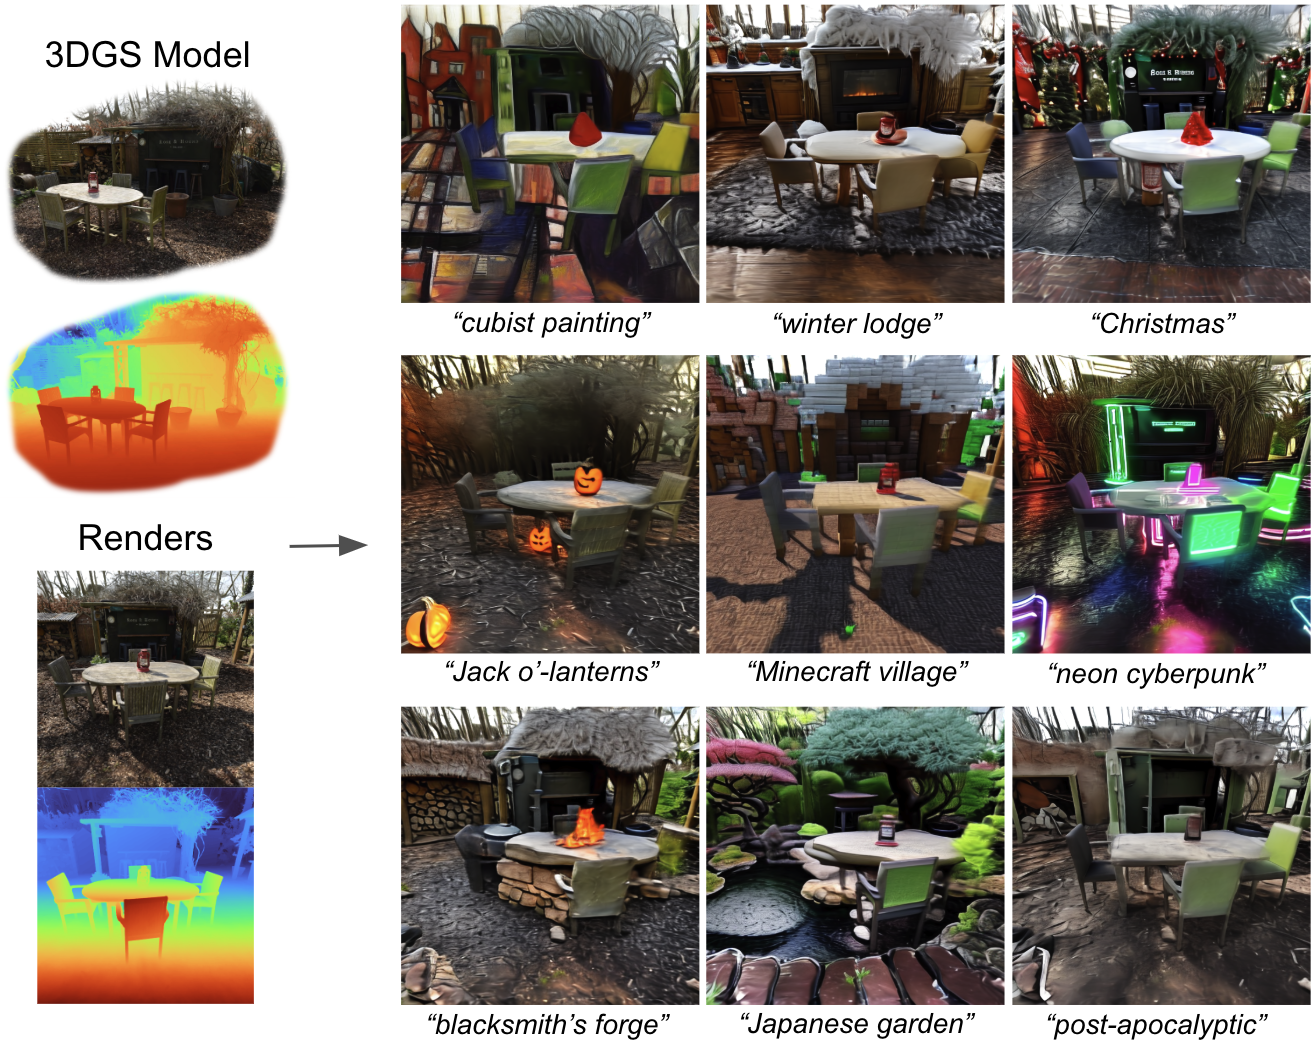 3DGS Model
Renders
“cubist painting”
“winter lodge”
“Christmas”
“Jack o’-lanterns”
“Minecraft village”
“neon cyberpunk”
“blacksmith’s forge”
“Japanese garden”
“post-apocalyptic”